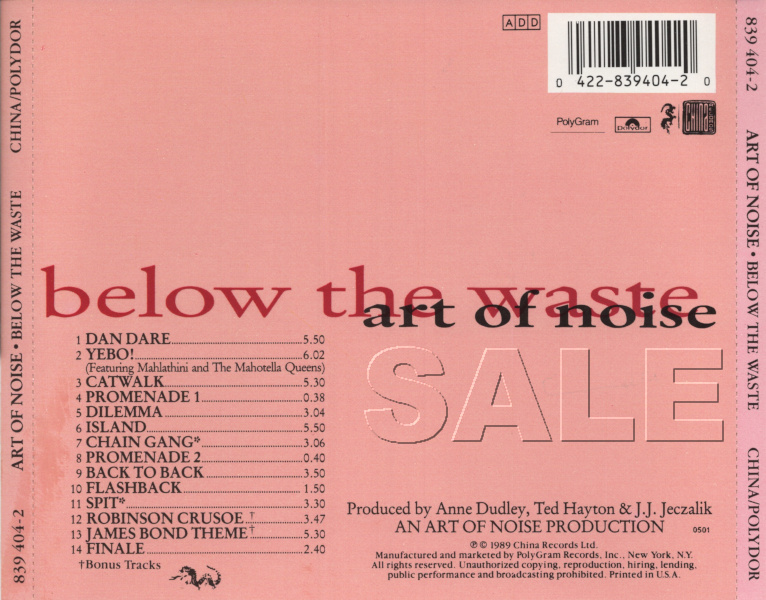 ADD
0 422-839404-2 0
PolyGram
Polydor
CHINA
839 404-2 ART OF NOISE • BELOW THE WASTE CHINA/POLYDOR
below the waste
art of noise
SALE
1 DAN DARE 5.50
2 YEBO! 6.02
(Featuring Mahlathini and The Mahotella Queens)
3 CATWALK 5.30
4 PROMENADE 1 0.38
5 DILEMMA 3.04
6 ISLAND 5.50
7 CHAIN GANG* 3.06
8 PROMENADE 2 0.40
9 BACK TO BACK 3.50
10 FLASHBACK 1.50
11 SPIT* 3.30
12 ROBINSON CRUSOE † 3.47
13 JAMES BOND THEME† 5.30
14 FINALE 2.40
†Bonus Tracks
Produced by Anne Dudley, Ted Hayton & J.J. Jeczalik
AN ART OF NOISE PRODUCTION
0501
℗ © 1989 China Records Ltd.
Manufactured and marketed by PolyGram Records, Inc., New York, N.Y.
All rights reserved. Unauthorized copying, reproduction, hiring, lending,
public performance and broadcasting prohibited. Printed in U.S.A.
839 404-2 ART OF NOISE • BELOW THE WASTE CHINA/POLYDOR